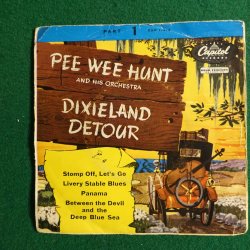 PART 1
Capitol
RECORDS
PEE WEE HUNT
AND HIS ORCHESTRA
DIXIELAND
DETOUR
Stomp Off, Let's Go
Livery Stable Blues
Panama
Between the Devil
and the
Deep Blue Sea